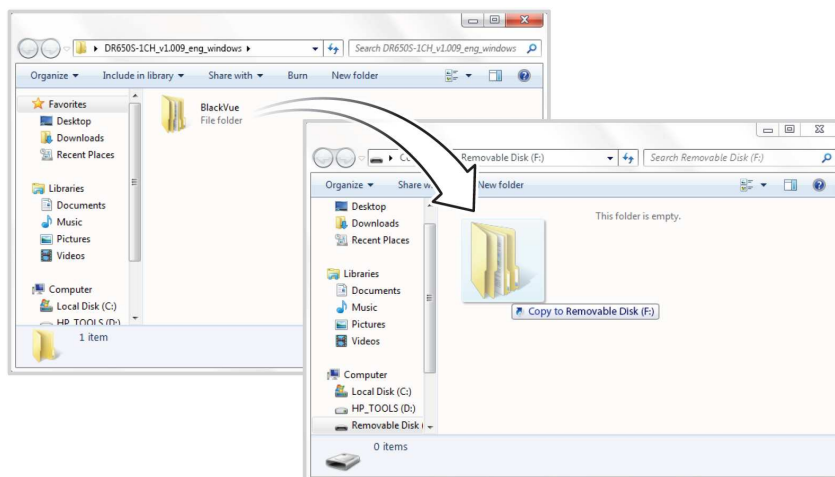 DR650S-1CH_v1.009_eng_windows
Search DR650S-1CH_v1.009_eng_windows
Organize Include in library Share with Burn New folder
Favorites
Desktop
Downloads
Recent Places
Libraries
Documents
Music
Pictures
Videos
Computer
Local Disk (C:)
HP_TOOLS (D:)
1 item
BlackVue
File folder
Removable Disk (F:)
Search Removable Disk (F:)
Organize Share New folder
Desktop
Downloads
Recent Places
Libraries
Documents
Music
Pictures
Videos
Computer
Local Disk (C:)
HP_TOOLS (D:)
Removable Disk
0 items
This folder is empty.
Copy to Removable Disk (F:)